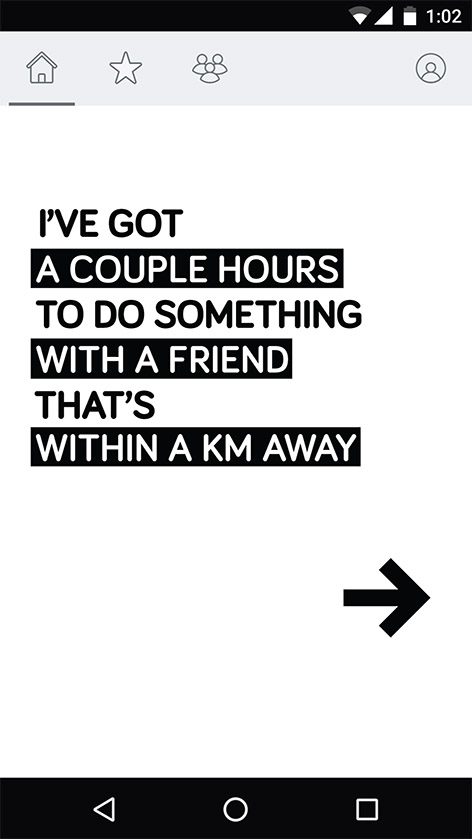 1:02
I'VE GOT
A COUPLE HOURS
TO DO SOMETHING
WITH A FRIEND
THAT'S
WITHIN A KM AWAY